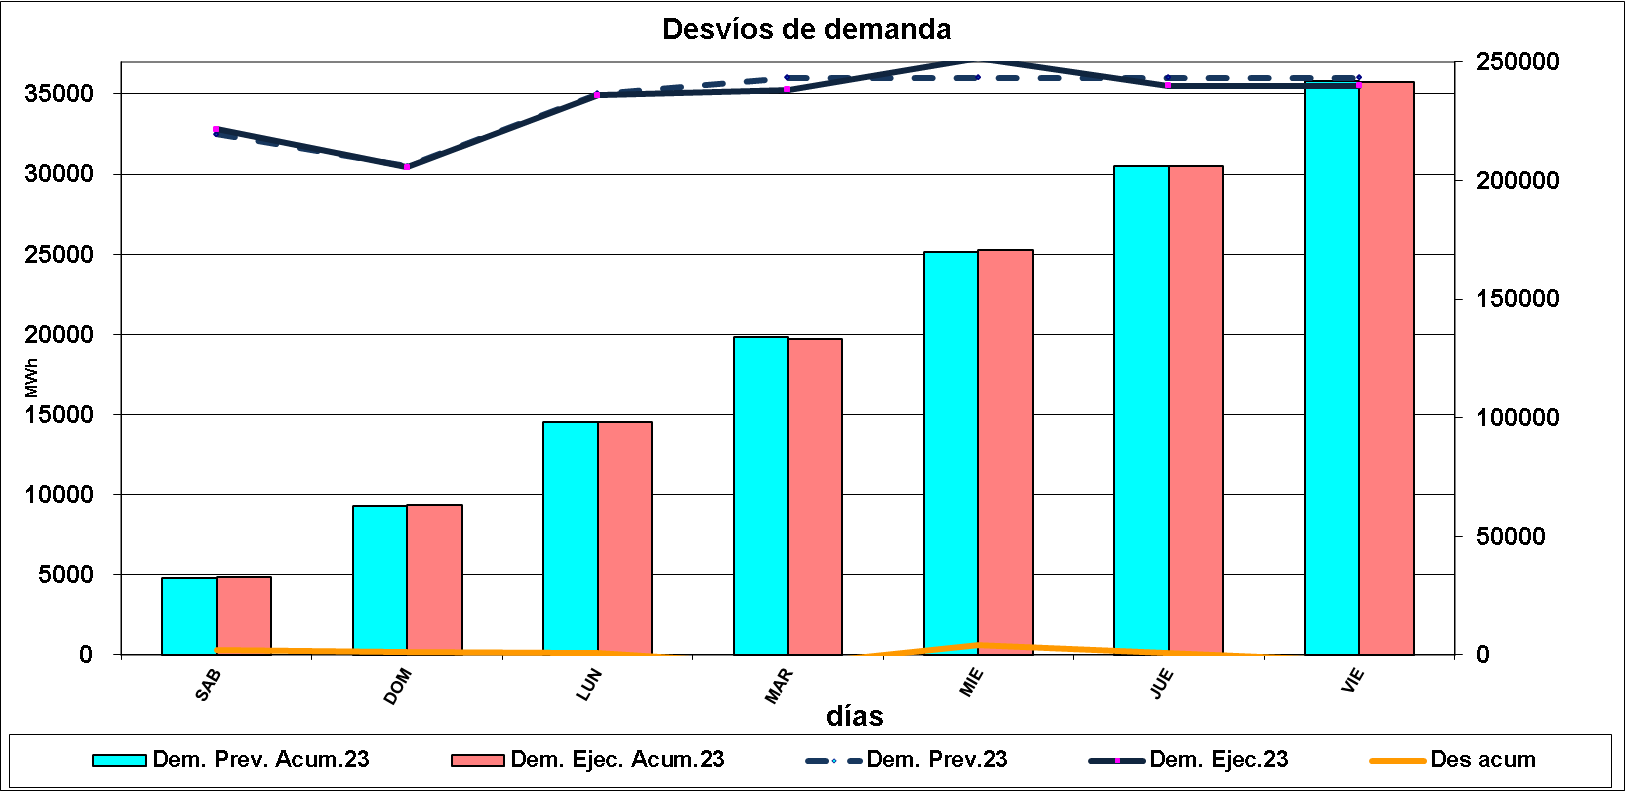 Desvíos de demanda
35000
30000
25000
20000
15000
10000
5000
0
MWh
250000
200000
150000
100000
50000
0
SAB
DOM
LUN
MAR
MIE
JUE
VIE
días
Dem. Prev. Acum.23
Dem. Ejec. Acum.23
Dem. Prev.23
Dem. Ejec.23
Des acum